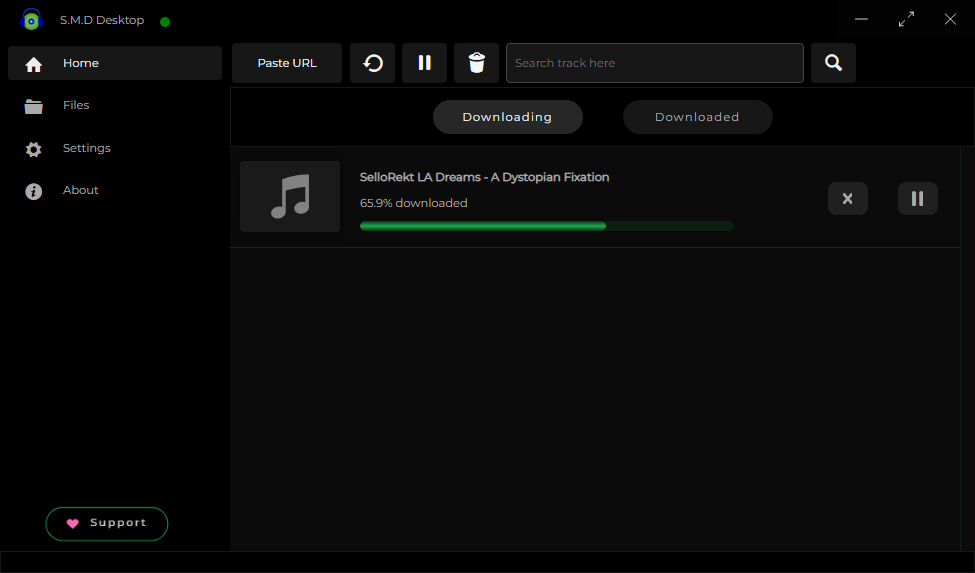 S.M.D Desktop
Home
Files
Settings
About
Support
Paste URL
Search track here
Downloading
Downloaded
SelloRekt LA Dreams - A Dystopian Fixation
65.9% downloaded